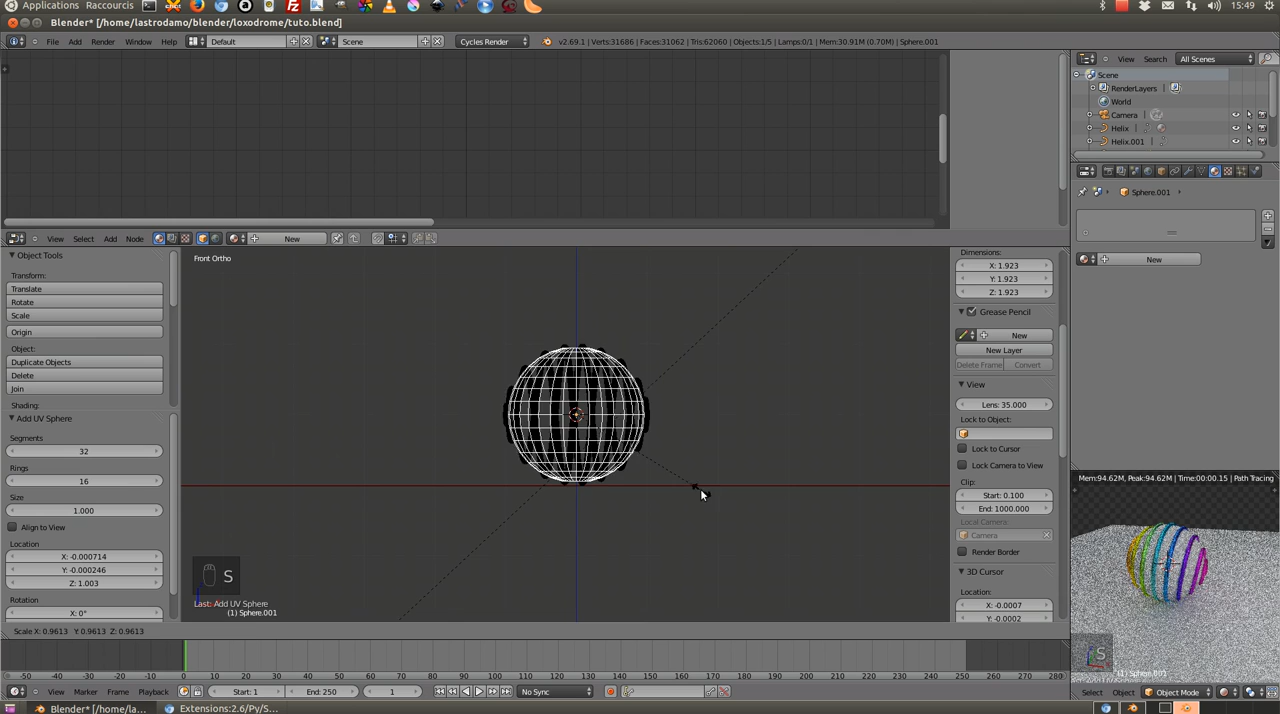 Applications Raccourcis 15:49
Blender* [/home/lastrodamo/blender/loxodrome/tuto.blend]
File Add Render Window Help Default Scene Cycles Render v2.69.1 | Verts:31686 | Faces:31062 | Tris:62060 | Objects:1/5 | Lamps:0/1 | Mem:30.91M (0.70M) | Sphere.001
View Search All Scenes
Scene
RenderLayers
World
Camera
Helix
Helix.001
Sphere.001
View Select Add Node New
New
Object Tools
Transform:
Translate
Rotate
Scale
Origin
Object:
Duplicate Objects
Delete
Join
Shading:
Add UV Sphere
Segments
32
Rings
16
Size
1.000
Align to View
Location
X: -0.000714
Y: -0.000246
Z: 1.003
Rotation
X: 0°
Front Ortho
S
Last: Add UV Sphere
(1) Sphere.001
Scale X: 0.9613 Y: 0.9613 Z: 0.9613
Dimensions:
X: 1.923
Y: 1.923
Z: 1.923
Grease Pencil
New
New Layer
Delete Frame Convert
View
Lens: 35.000
Lock to Object:
Lock to Cursor
Lock Camera to View
Clip:
Start: 0.100
End: 1000.000
Local Camera:
Camera
Render Border
3D Cursor
Location:
X: -0.0007
Y: -0.0002
Mem:94.62M, Peak:94.62M | Time:00:00.15 | Path Tracing
S
(1) Sphere.001
-50 -40 -30 -20 -10 0 10 20 30 40 50 60 70 80 90 100 110 120 130 140 150 160 170 180 190 200 210 220 230 240 250 260 270 280
View Marker Frame Playback Start: 1 End: 250 1 No Sync
Select Object Object Mode
Blender* [/home/la... Extensions:2.6/Py/S...